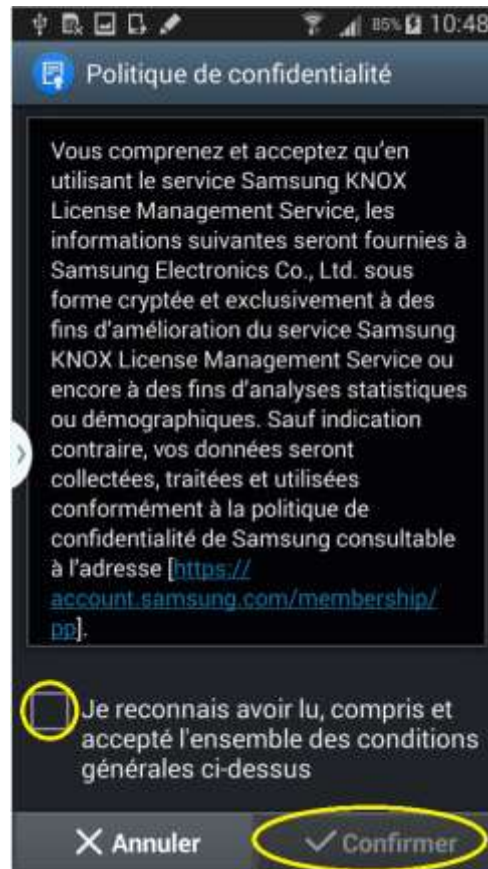 85% 10:48
Politique de confidentialité
Vous comprenez et acceptez qu'en
utilisant le service Samsung KNOX
License Management Service, les
informations suivantes seront fournies à
Samsung Electronics Co., Ltd. sous
forme cryptée et exclusivement à des
fins d'amélioration du service Samsung
KNOX License Management Service ou
encore à des fins d'analyses statistiques
ou démographiques. Sauf indication
contraire, vos données seront
collectées, traitées et utilisées
conformément à la politique de
confidentialité de Samsung consultable
à l'adresse [https://
account.samsung.com/membership/
pp].
Je reconnais avoir lu, compris et
accepté l'ensemble des conditions
générales ci-dessus
Annuler Confirmer